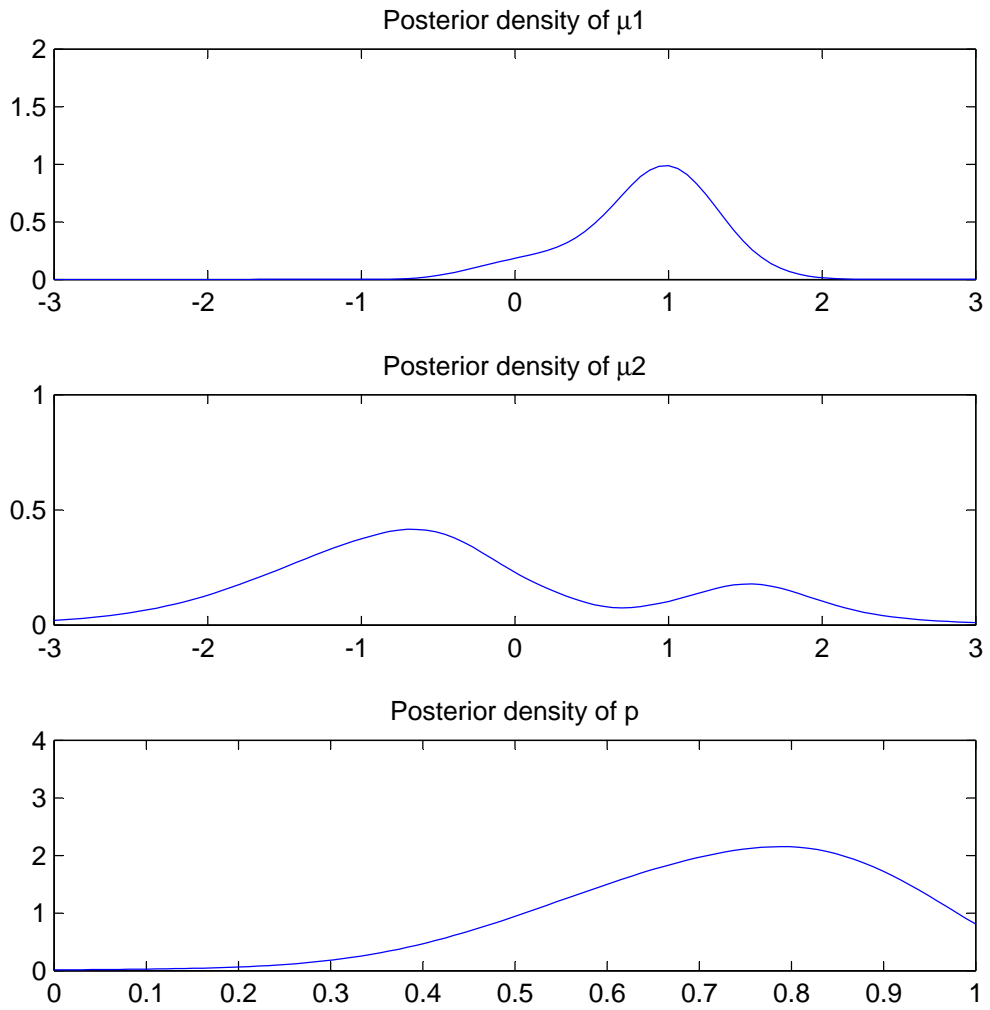 Posterior density of μ1
2
1.5
1
0.5
0
-3 -2 -1 0 1 2 3
Posterior density of μ2
1
0.5
0
-3 -2 -1 0 1 2 3
Posterior density of p
4
3
2
1
0
0 0.1 0.2 0.3 0.4 0.5 0.6 0.7 0.8 0.9 1